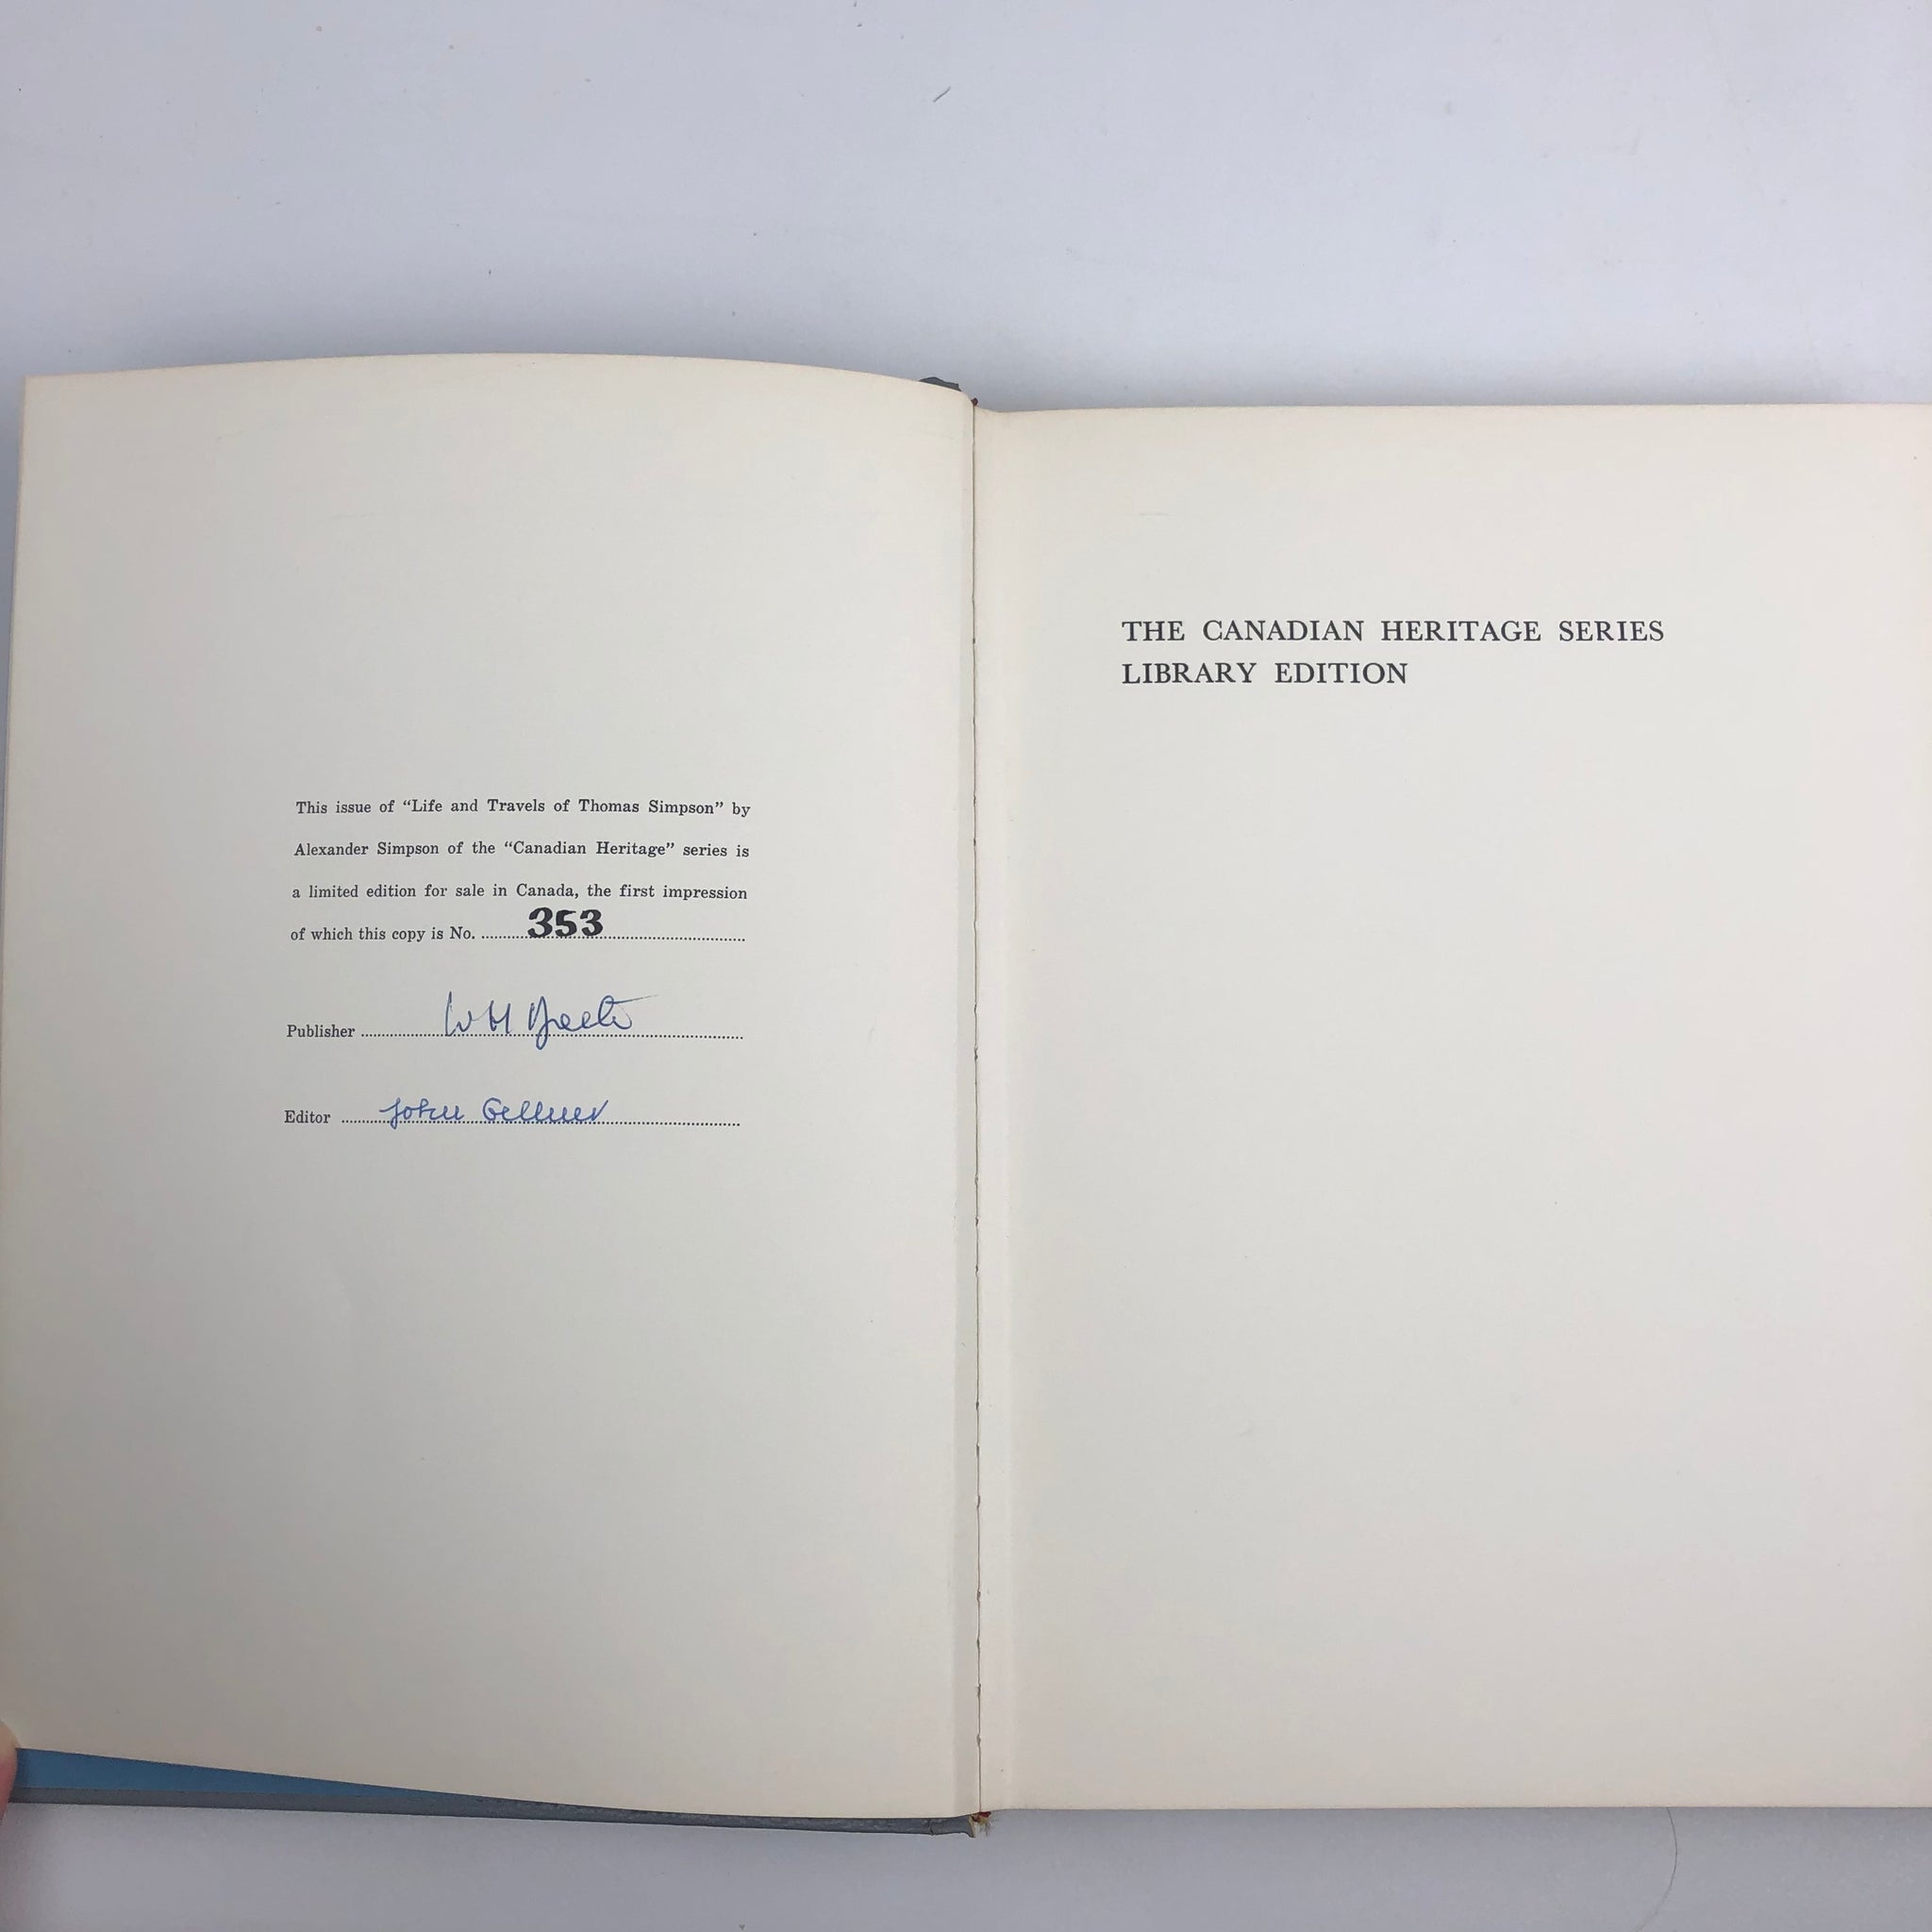 This issue of “Life and Travels of Thomas Simpson” by
Alexander Simpson of the “Canadian Heritage” series is
a limited edition for sale in Canada, the first impression
of which this copy is No. 353
Publisher W H
Editor John Gellner
THE CANADIAN HERITAGE SERIES
LIBRARY EDITION